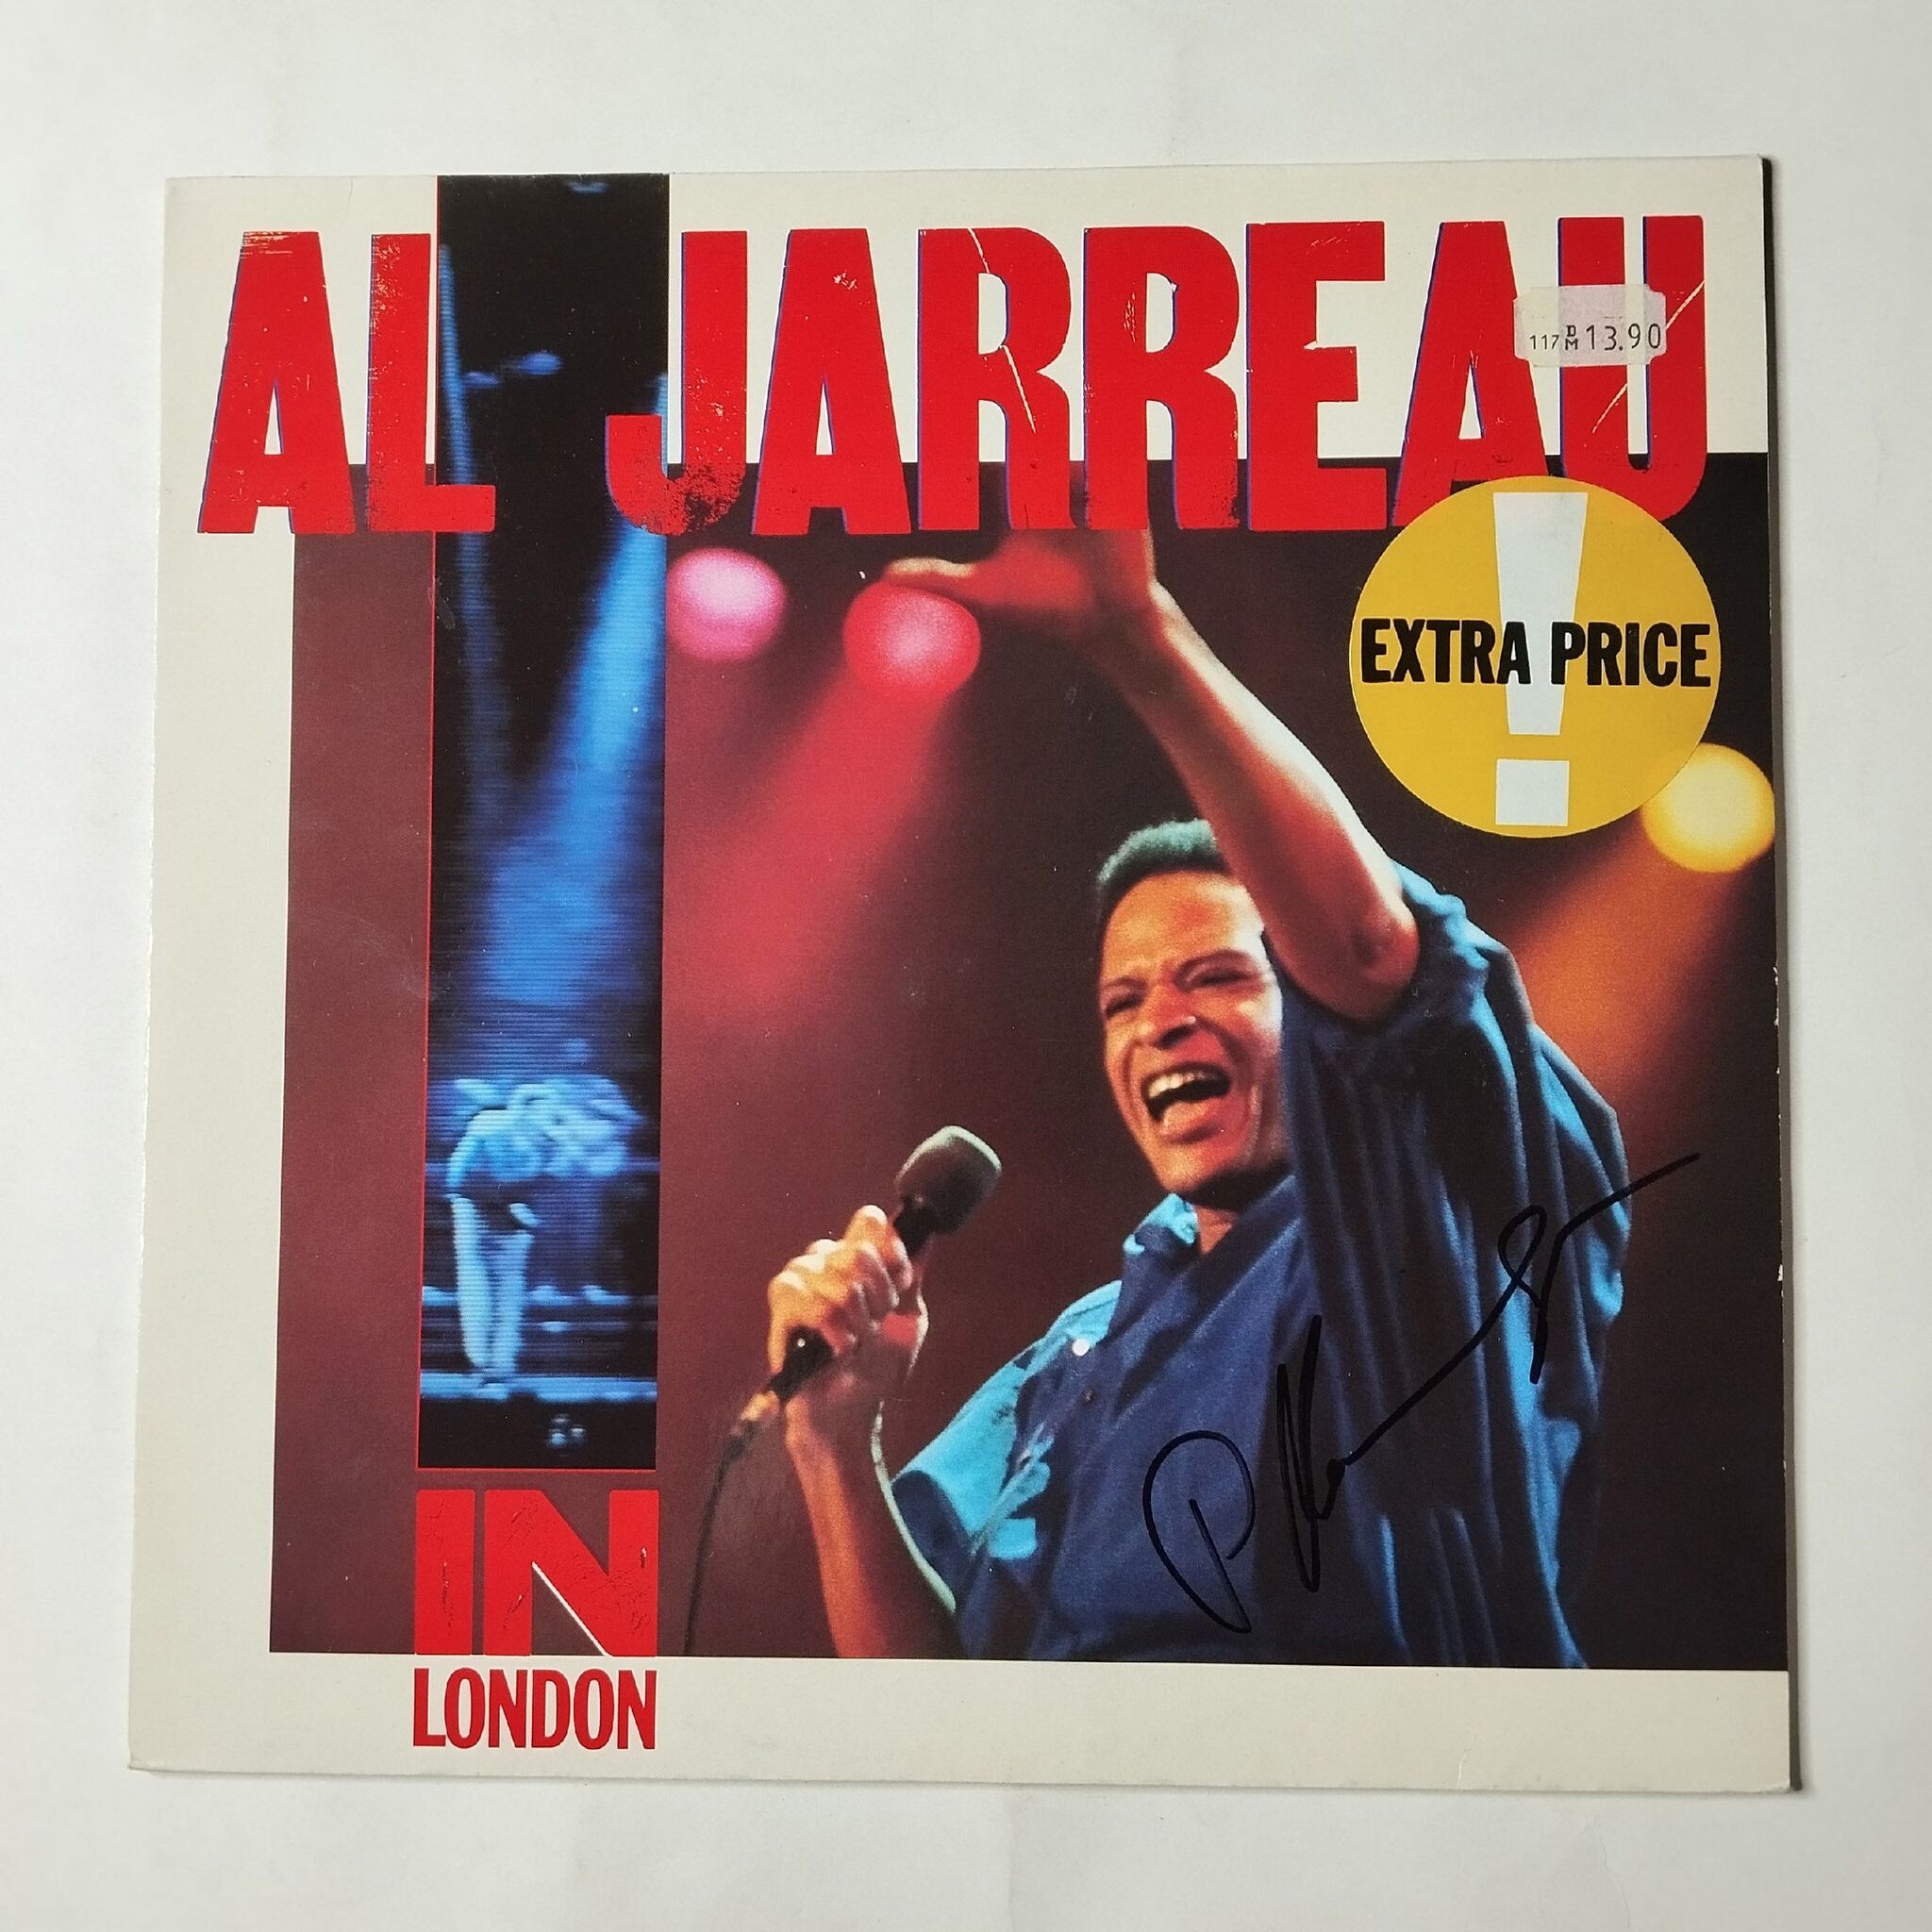 AL JARREAU
117 DM 13.90
EXTRA PRICE
!
IN
LONDON